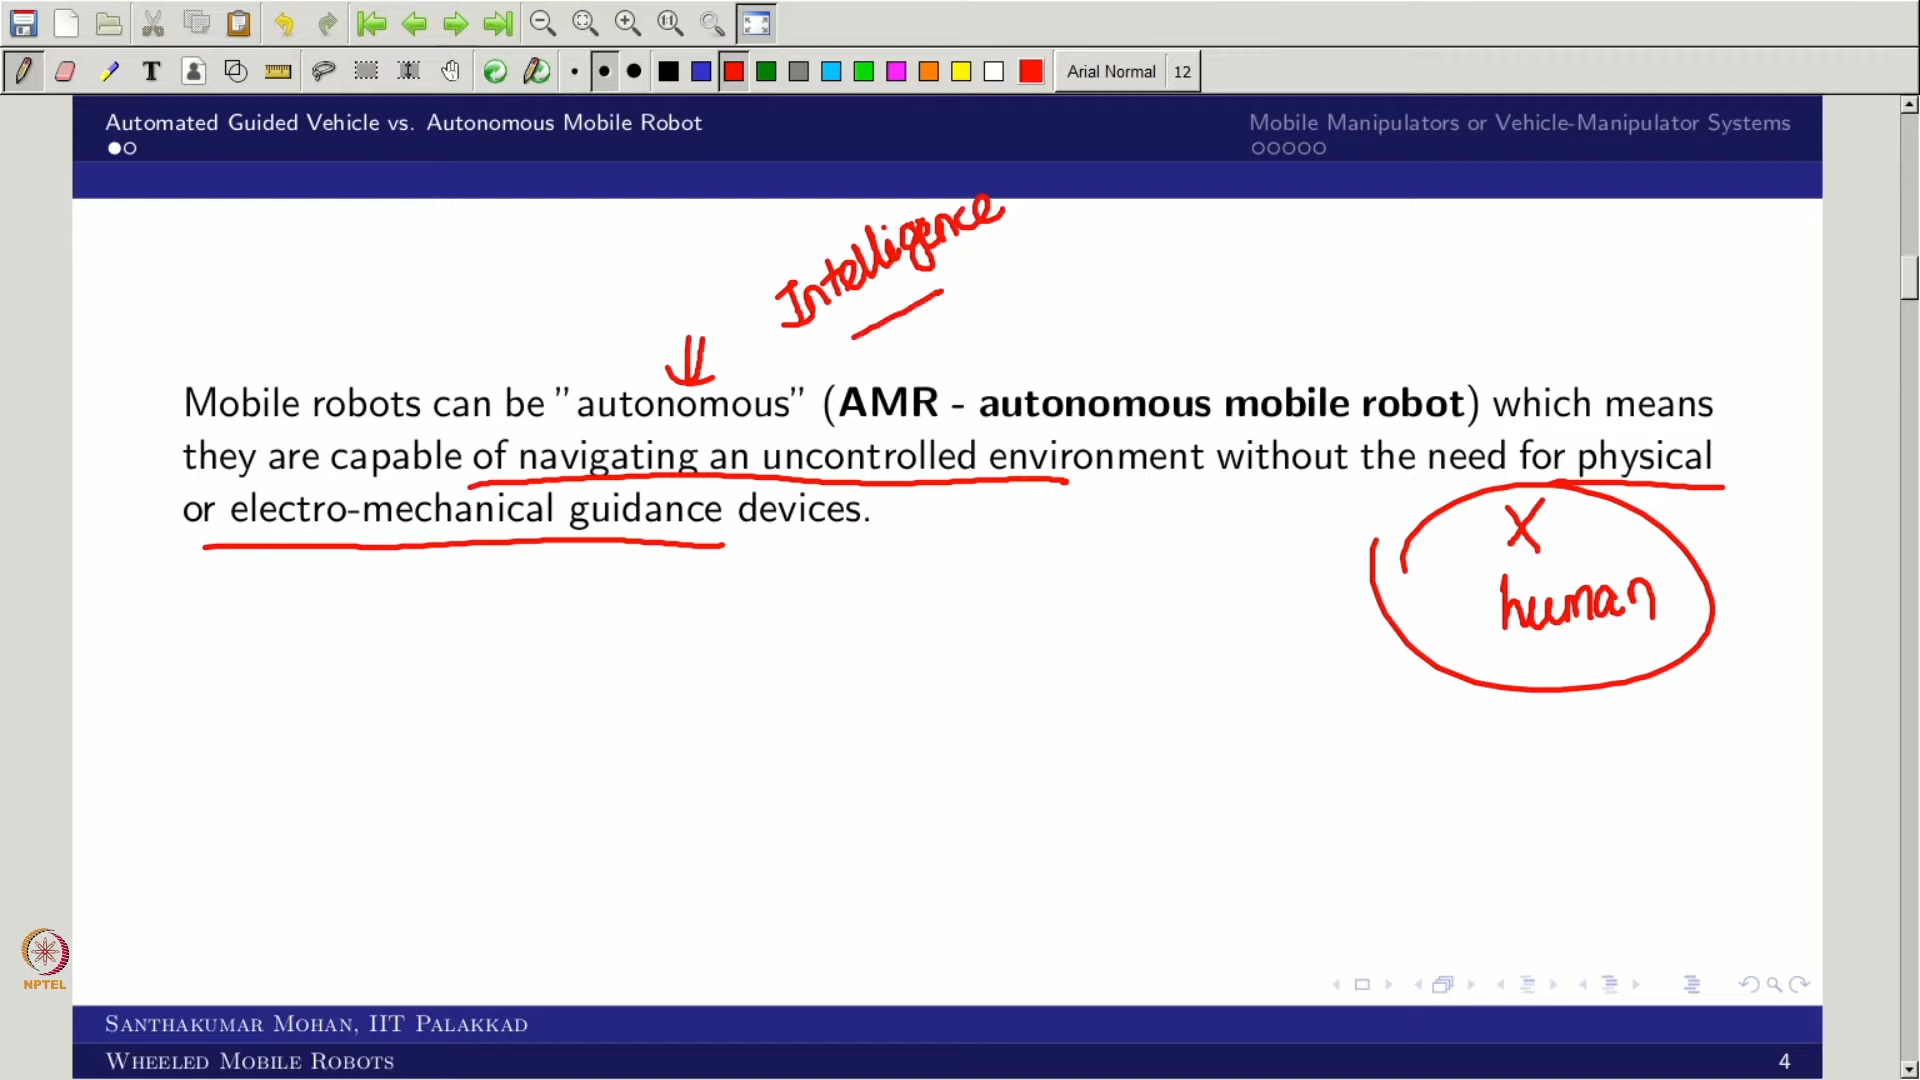 Arial Normal 12
Automated Guided Vehicle vs. Autonomous Mobile Robot
Mobile Manipulators or Vehicle-Manipulator Systems
Intelligence
Mobile robots can be "autonomous" (AMR - autonomous mobile robot) which means
they are capable of navigating an uncontrolled environment without the need for physical
or electro-mechanical guidance devices.
X
human
NPTEL
SANTHAKUMAR MOHAN, IIT PALAKKAD
WHEELED MOBILE ROBOTS
4